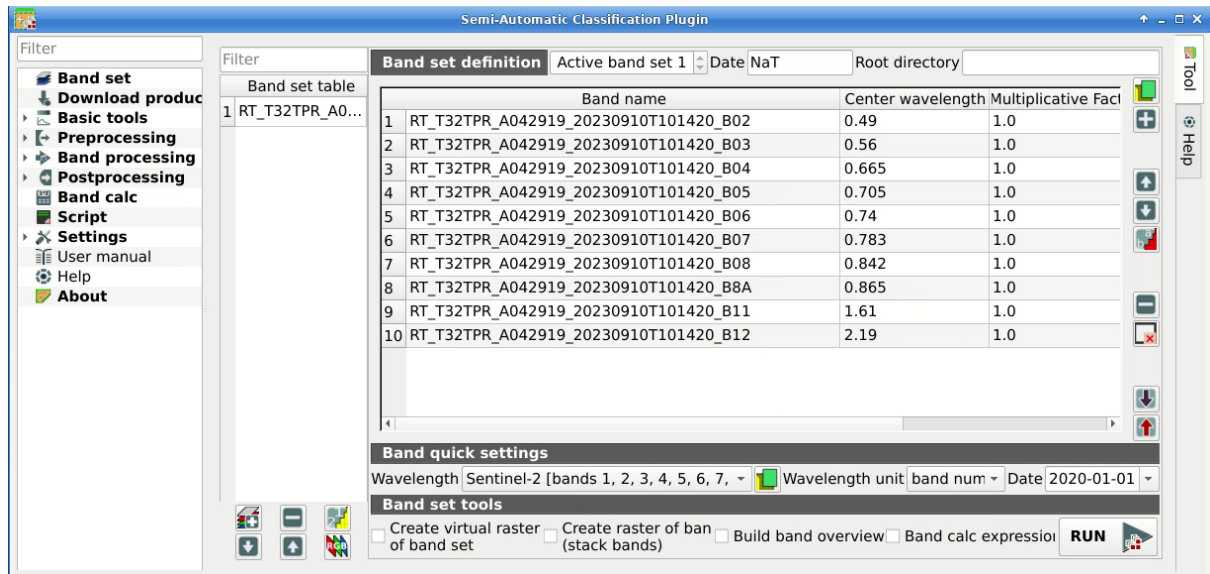 Semi-Automatic Classification Plugin
Filter
Band set
Download produc
Basic tools
Preprocessing
Band processing
Postprocessing
Band calc
Script
Settings
User manual
Help
About
Filter
Band set table
1 RT_T32TPR_A0...
Band set definition Active band set 1 Date NaT Root directory
Band name Center wavelength Multiplicative Fact
1 RT_T32TPR_A042919_20230910T101420_B02 0.49 1.0
2 RT_T32TPR_A042919_20230910T101420_B03 0.56 1.0
3 RT_T32TPR_A042919_20230910T101420_B04 0.665 1.0
4 RT_T32TPR_A042919_20230910T101420_B05 0.705 1.0
5 RT_T32TPR_A042919_20230910T101420_B06 0.74 1.0
6 RT_T32TPR_A042919_20230910T101420_B07 0.783 1.0
7 RT_T32TPR_A042919_20230910T101420_B08 0.842 1.0
8 RT_T32TPR_A042919_20230910T101420_B8A 0.865 1.0
9 RT_T32TPR_A042919_20230910T101420_B11 1.61 1.0
10 RT_T32TPR_A042919_20230910T101420_B12 2.19 1.0
Band quick settings
Wavelength Sentinel-2 [bands 1, 2, 3, 4, 5, 6, 7, Wavelength unit band num Date 2020-01-01
Band set tools
Create virtual raster of band set
Create raster of ban (stack bands)
Build band overview
Band calc expression
RUN
RGB
Tool
Help